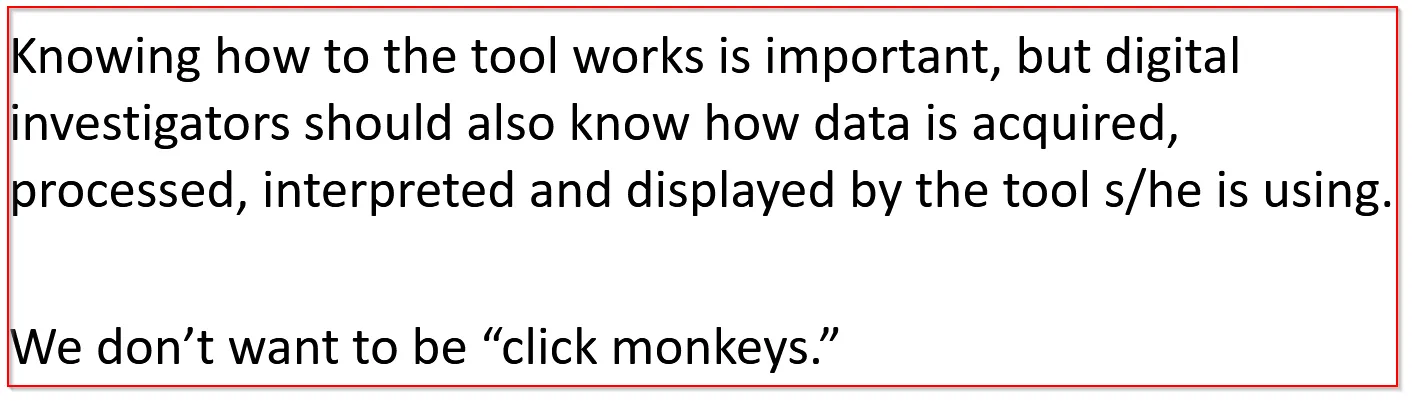 Knowing how to the tool works is important, but digital
investigators should also know how data is acquired,
processed, interpreted and displayed by the tool s/he is using.
We don’t want to be “click monkeys.”